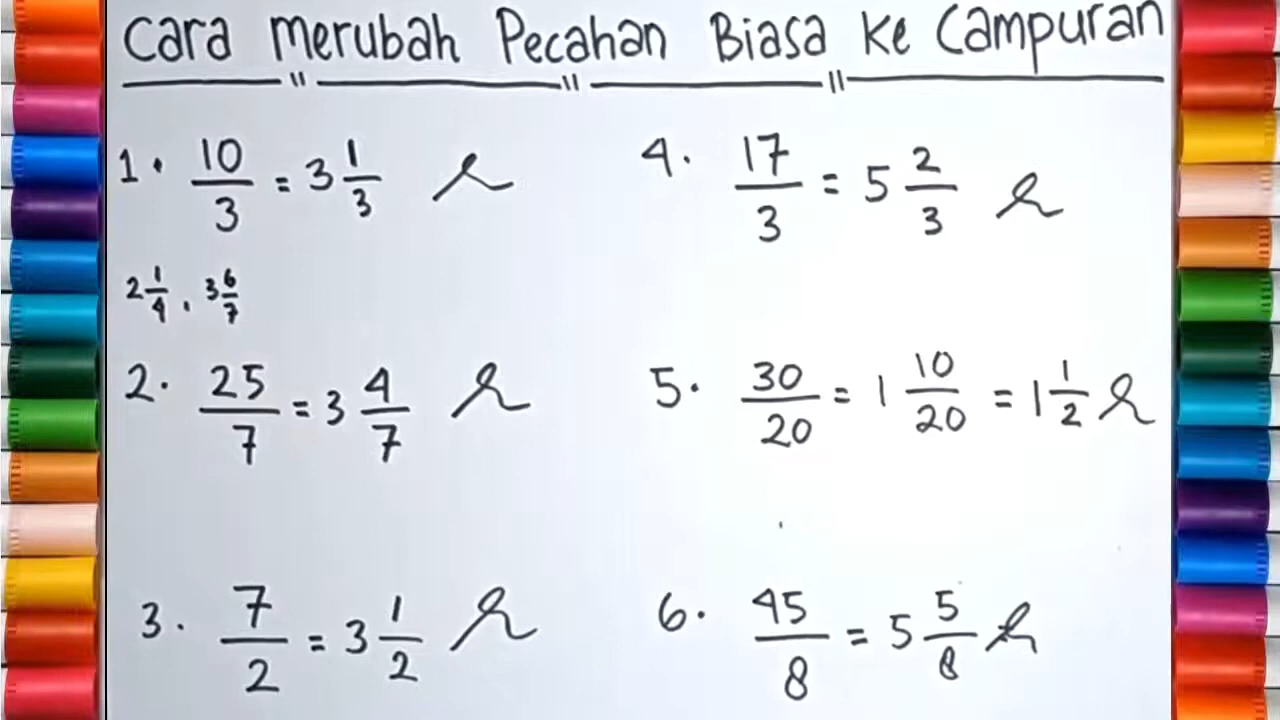 Cara Merubah Pecahan Biasa Ke Campuran
1. 10/3 = 3 1/3
2 1/4, 3 6/7
2. 25/7 = 3 4/7
3. 7/2 = 3 1/2
4. 17/3 = 5 2/3
5. 30/20 = 1 10/20 = 1 1/2
6. 45/8 = 5 5/8